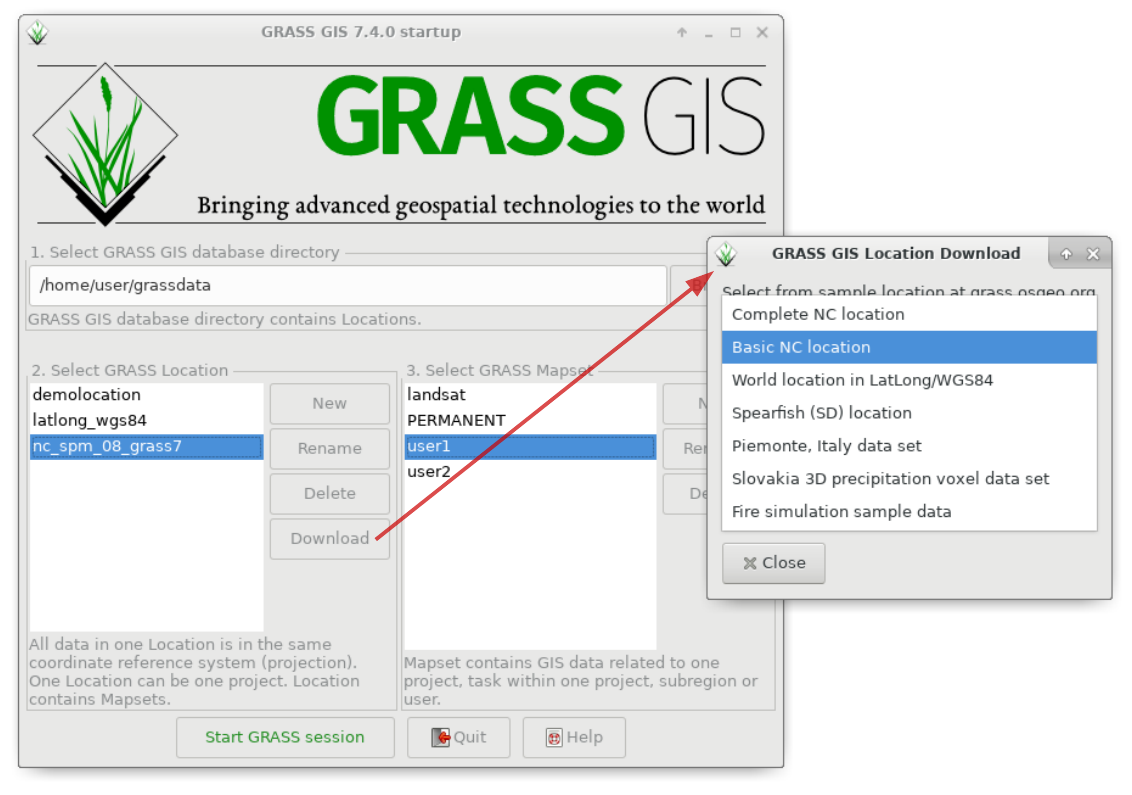 GRASS GIS 7.4.0 startup
GRASS GIS
Bringing advanced geospatial technologies to the world
1. Select GRASS GIS database directory
/home/user/grassdata
GRASS GIS database directory contains Locations.
2. Select GRASS Location
demolocation
latlong_wgs84
nc_spm_08_grass7
New
Rename
Delete
Download
All data in one Location is in the same
coordinate reference system (projection).
One Location can be one project. Location
contains Mapsets.
3. Select GRASS Mapset
landsat
PERMANENT
user1
user2
Mapset contains GIS data related to one
project, task within one project, subregion or
user.
Start GRASS session
Quit
Help
GRASS GIS Location Download
Select from sample location at grass.osgeo.org
Complete NC location
Basic NC location
World location in LatLong/WGS84
Spearfish (SD) location
Piemonte, Italy data set
Slovakia 3D precipitation voxel data set
Fire simulation sample data
Close